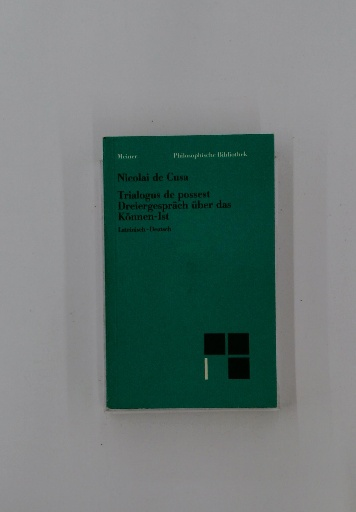 Meiner Philosophische Bibliothek
Nicolai de Cusa
Trialogus de possest
Dreiergespräch über das
Können-Ist
Lateinisch-Deutsch